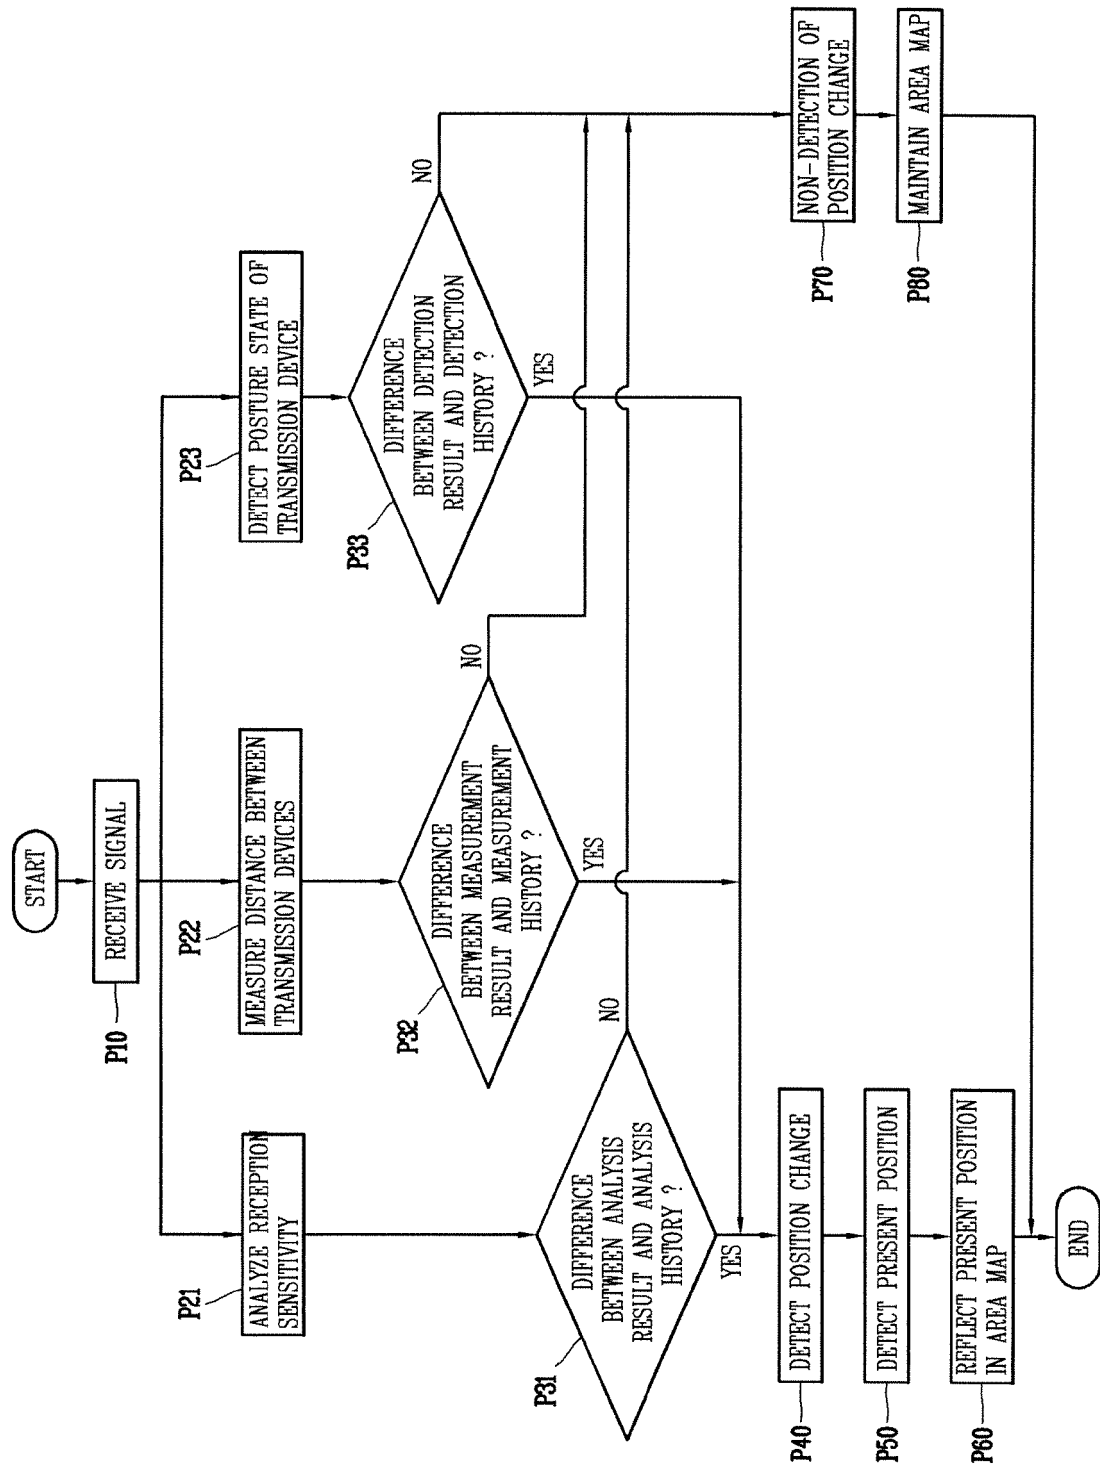 START
RECEIVE SIGNAL
P10
P21
ANALYZE RECEPTION
SENSITIVITY
P22
MEASURE DISTANCE BETWEEN
TRANSMISSION DEVICES
P23
DETECT POSTURE STATE OF
TRANSMISSION DEVICE
P31
DIFFERENCE
BETWEEN ANALYSIS
RESULT AND ANALYSIS
HISTORY ?
NO
YES
P32
DIFFERENCE
BETWEEN MEASUREMENT
RESULT AND MEASUREMENT
HISTORY ?
NO
YES
P33
DIFFERENCE
BETWEEN DETECTION
RESULT AND DETECTION
HISTORY ?
NO
YES
P40
DETECT POSITION CHANGE
P50
DETECT PRESENT POSITION
P60
REFLECT PRESENT POSITION
IN AREA MAP
P70
NON-DETECTION OF
POSITION CHANGE
P80
MAINTAIN AREA MAP
END